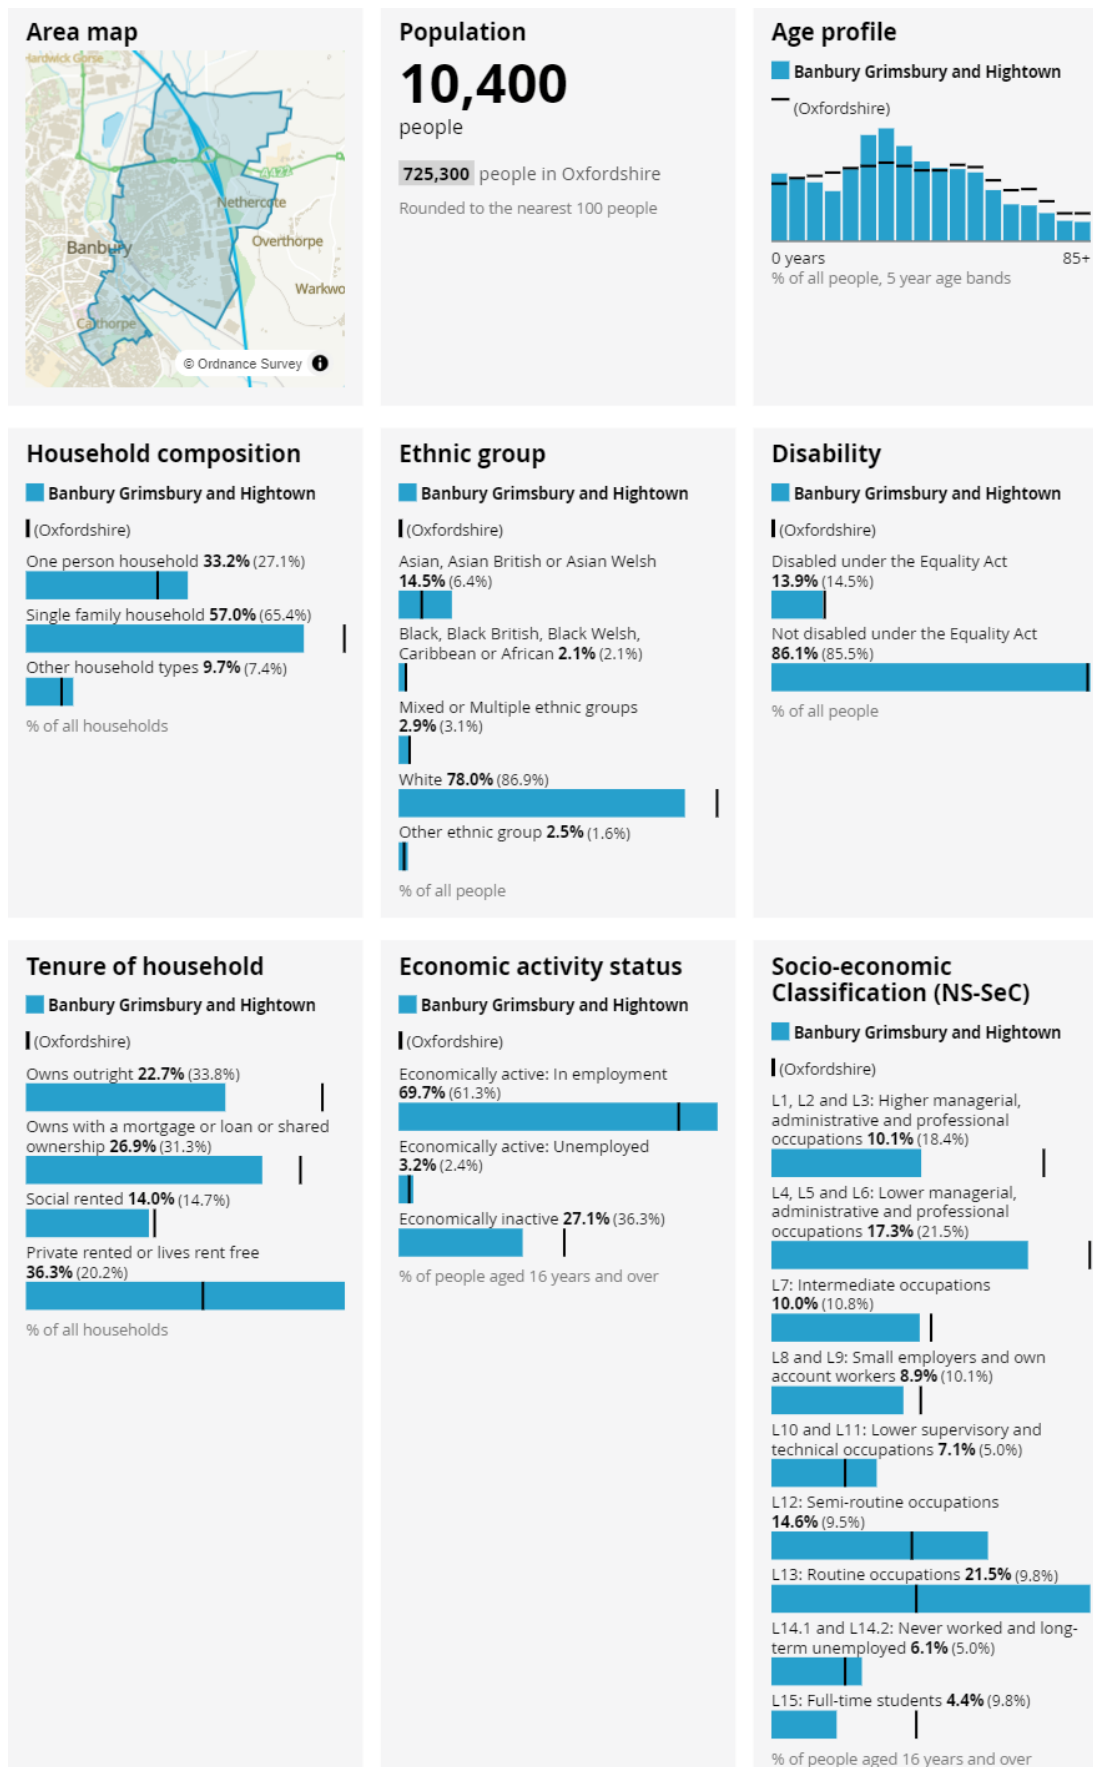 Area map
Hardwick Gorse
A422
Nethercote
Banbury
Overthorpe
Warkwo
Calthorpe
© Ordnance Survey
Population
10,400
people
725,300 people in Oxfordshire
Rounded to the nearest 100 people
Age profile
Banbury Grimsbury and Hightown
(Oxfordshire)
0 years 85+
% of all people, 5 year age bands
Household composition
Banbury Grimsbury and Hightown
(Oxfordshire)
One person household 33.2% (27.1%)
Single family household 57.0% (65.4%)
Other household types 9.7% (7.4%)
% of all households
Ethnic group
Banbury Grimsbury and Hightown
(Oxfordshire)
Asian, Asian British or Asian Welsh
14.5% (6.4%)
Black, Black British, Black Welsh,
Caribbean or African 2.1% (2.1%)
Mixed or Multiple ethnic groups
2.9% (3.1%)
White 78.0% (86.9%)
Other ethnic group 2.5% (1.6%)
% of all people
Disability
Banbury Grimsbury and Hightown
(Oxfordshire)
Disabled under the Equality Act
13.9% (14.5%)
Not disabled under the Equality Act
86.1% (85.5%)
% of all people
Tenure of household
Banbury Grimsbury and Hightown
(Oxfordshire)
Owns outright 22.7% (33.8%)
Owns with a mortgage or loan or shared
ownership 26.9% (31.3%)
Social rented 14.0% (14.7%)
Private rented or lives rent free
36.3% (20.2%)
% of all households
Economic activity status
Banbury Grimsbury and Hightown
(Oxfordshire)
Economically active: In employment
69.7% (61.3%)
Economically active: Unemployed
3.2% (2.4%)
Economically inactive 27.1% (36.3%)
% of people aged 16 years and over
Socio-economic
Classification (NS-SeC)
Banbury Grimsbury and Hightown
(Oxfordshire)
L1, L2 and L3: Higher managerial,
administrative and professional
occupations 10.1% (18.4%)
L4, L5 and L6: Lower managerial,
administrative and professional
occupations 17.3% (21.5%)
L7: Intermediate occupations
10.0% (10.8%)
L8 and L9: Small employers and own
account workers 8.9% (10.1%)
L10 and L11: Lower supervisory and
technical occupations 7.1% (5.0%)
L12: Semi-routine occupations
14.6% (9.5%)
L13: Routine occupations 21.5% (9.8%)
L14.1 and L14.2: Never worked and long-
term unemployed 6.1% (5.0%)
L15: Full-time students 4.4% (9.8%)
% of people aged 16 years and over